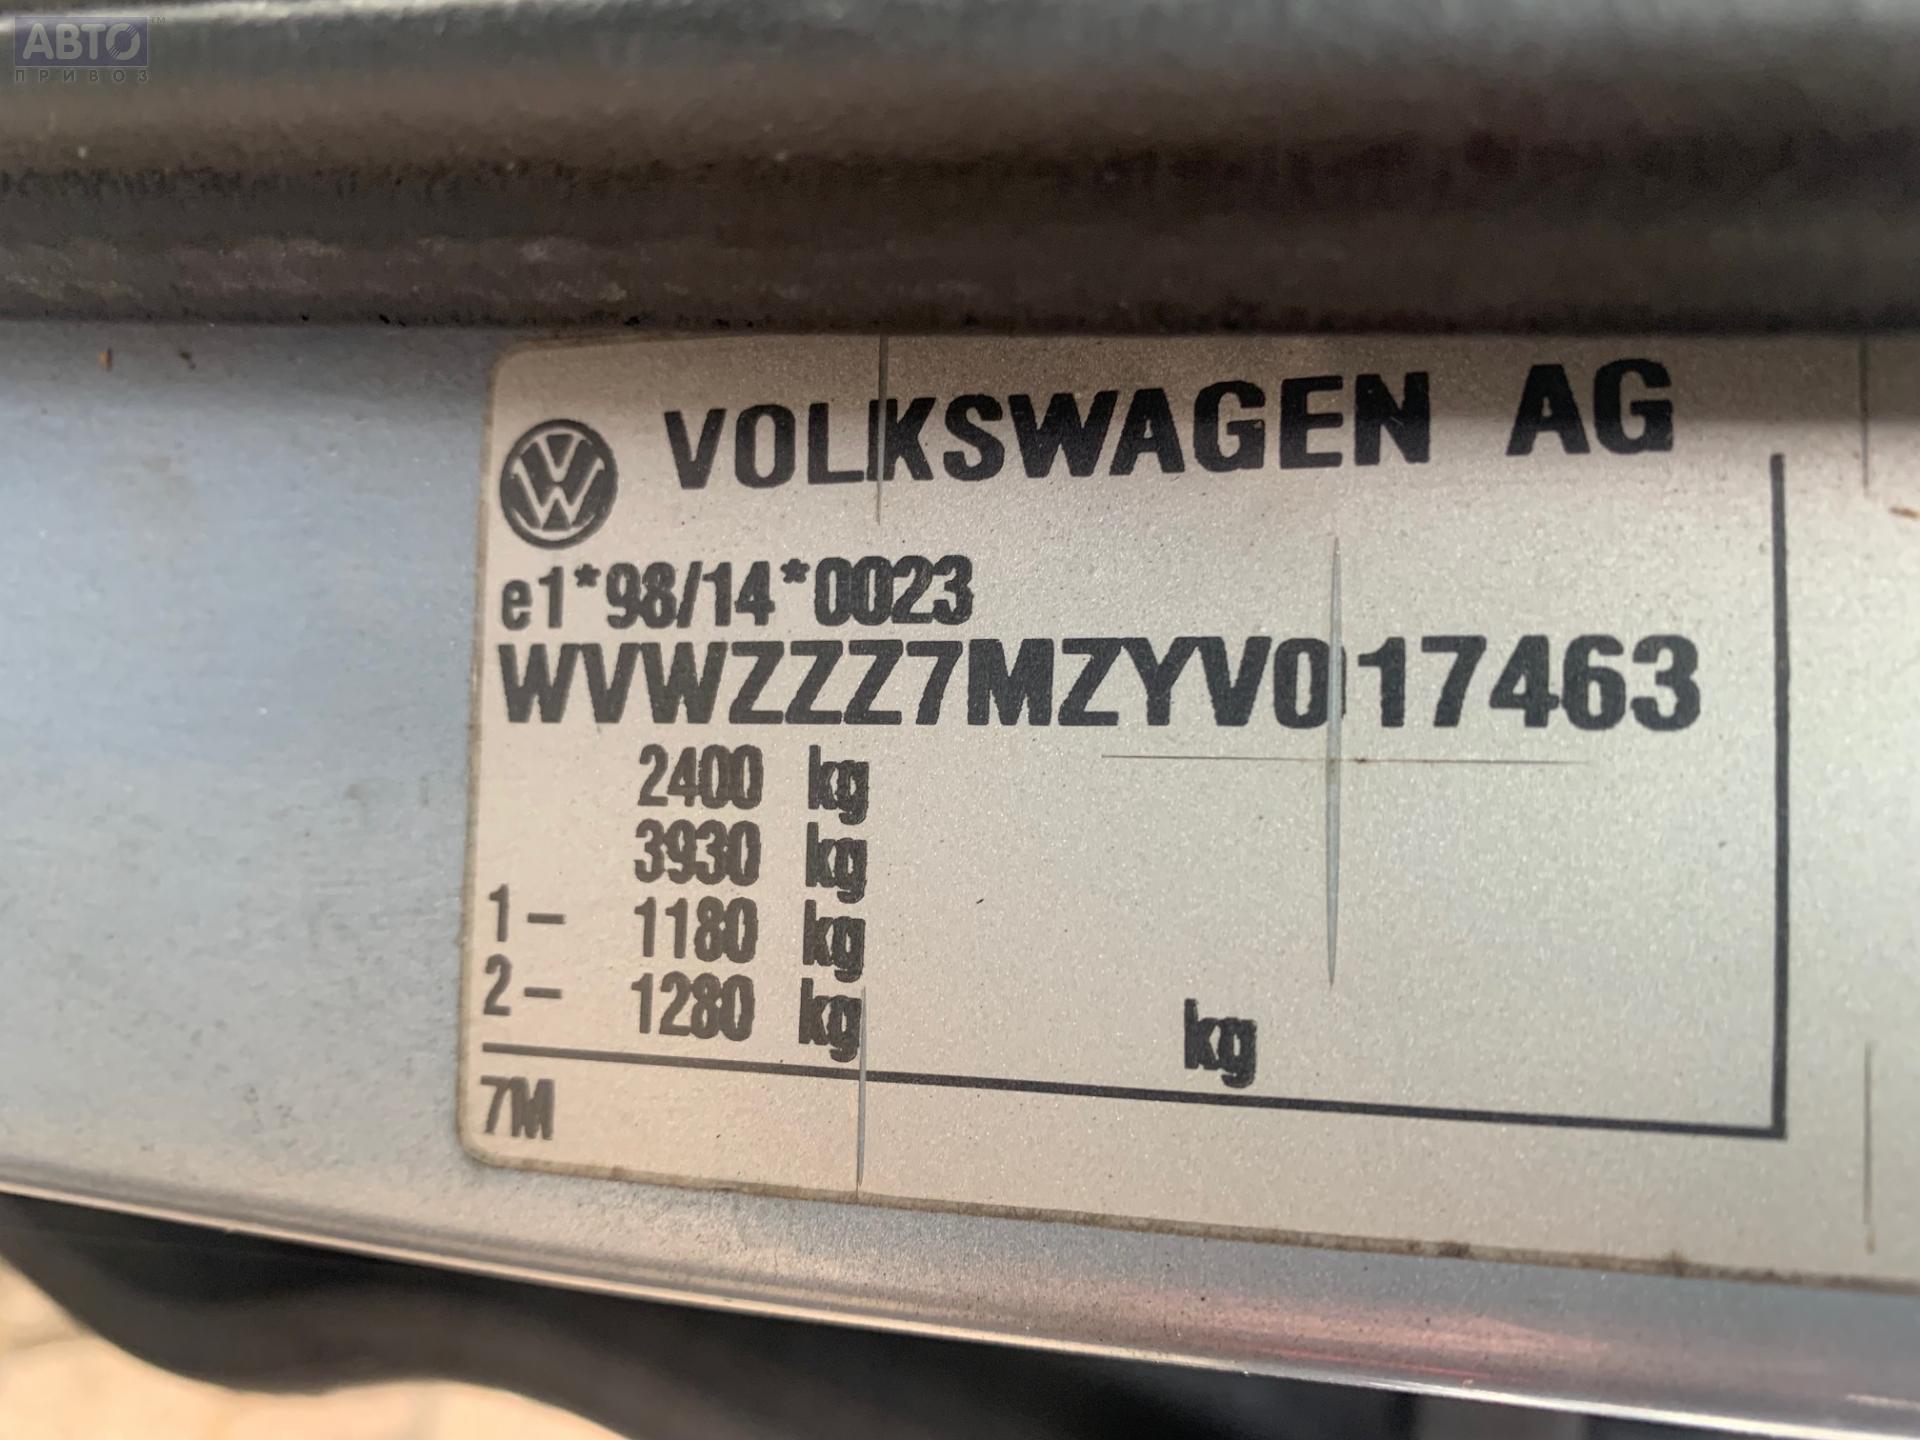 АВТО™
ПРИВОЗ
VOLKSWAGEN AG
e1*98/14*0023
WVWZZZ7MZYV017463
2400 kg
3930 kg
1- 1180 kg
2- 1280 kg kg
7M